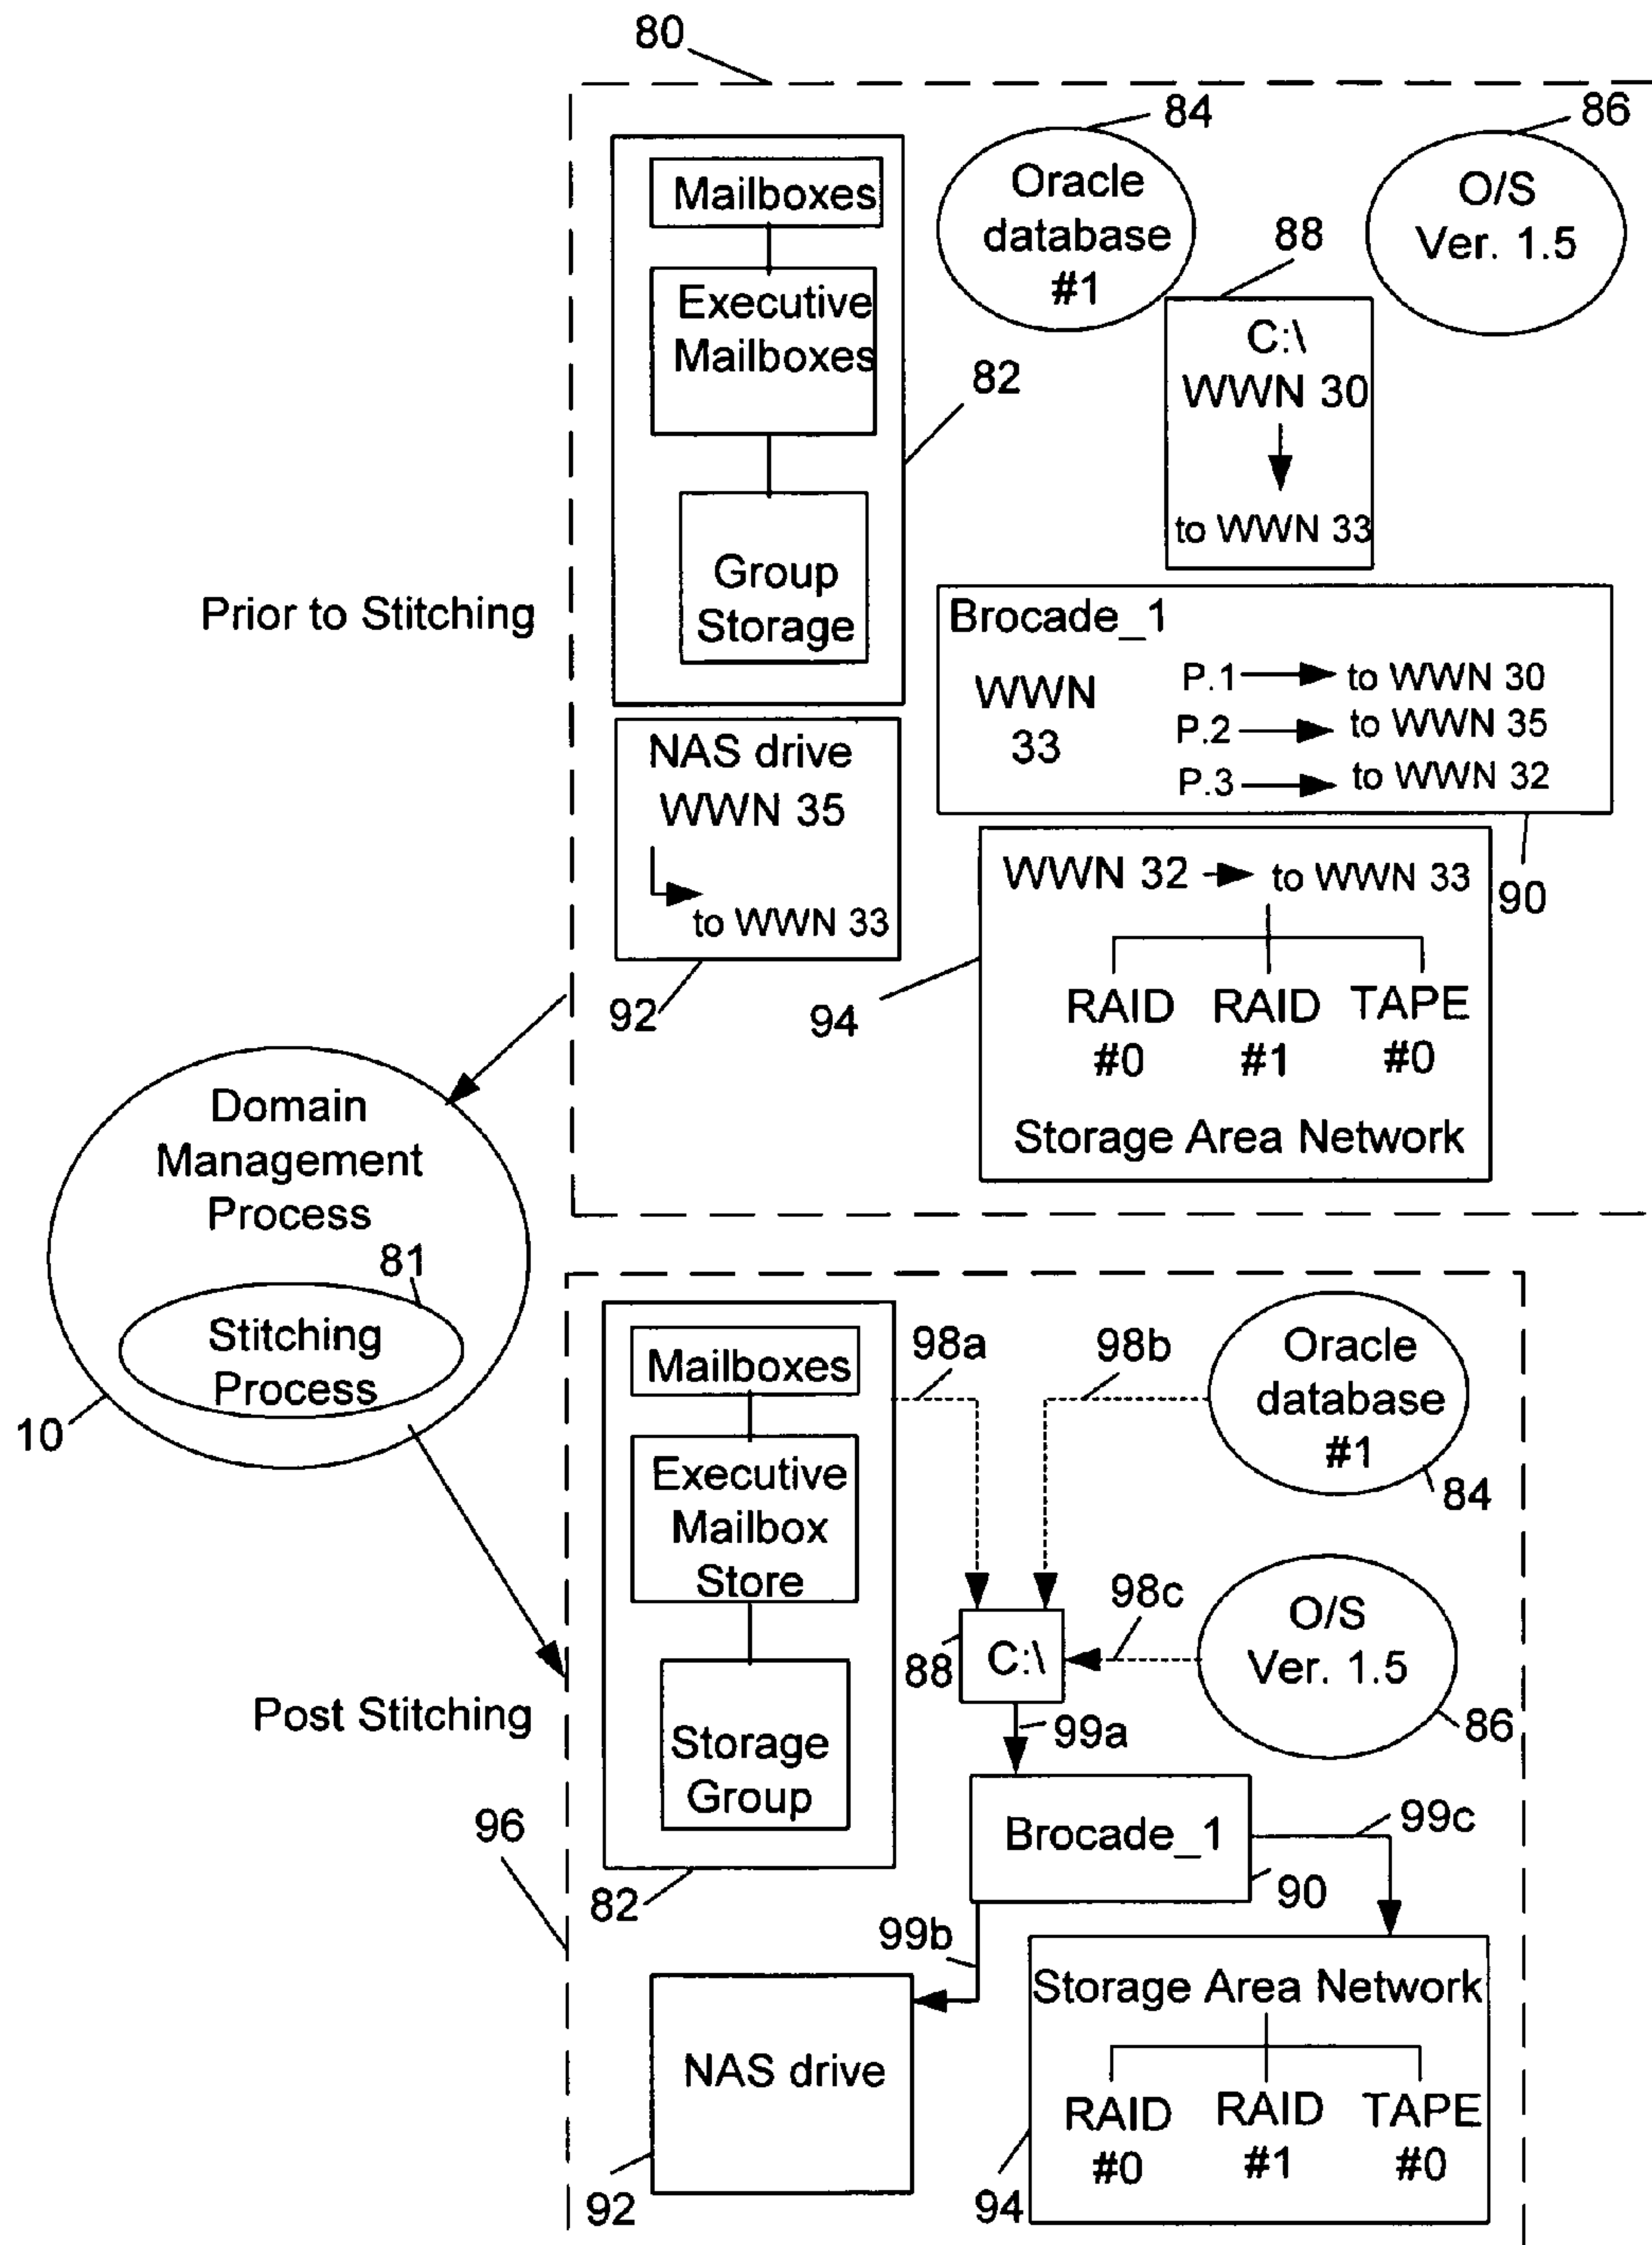 80
84
86
Mailboxes
Oracle
database
#1
O/S
Ver. 1.5
88
Executive
Mailboxes
C:\
WWN 30
to WWN 33
82
Group
Storage
Prior to Stitching
Brocade_1
WWN
33
P.1 to WWN 30
P.2 to WWN 35
P.3 to WWN 32
NAS drive
WWN 35
to WWN 33
WWN 32 to WWN 33
90
92
94
RAID
#0
RAID
#1
TAPE
#0
Storage Area Network
Domain
Management
Process
81
Stitching
Process
10
Mailboxes
98a
98b
Oracle
database
#1
84
Executive
Mailbox
Store
98c
O/S
Ver. 1.5
88
C:\
86
Post Stitching
99a
Storage
Group
96
Brocade_1
99c
82
90
99b
Storage Area Network
NAS drive
RAID
#0
RAID
#1
TAPE
#0
92
94